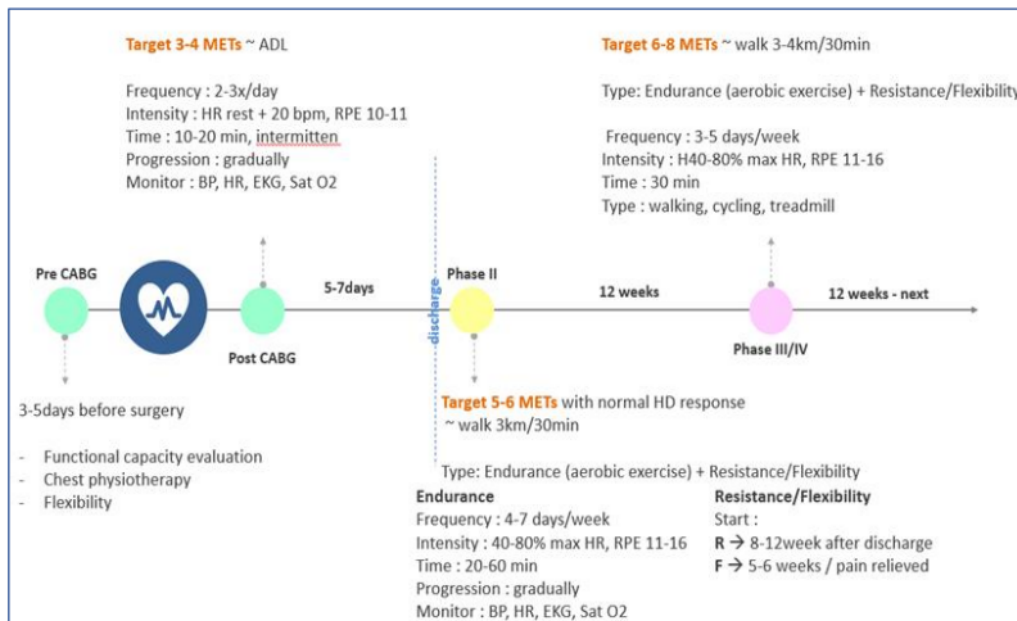 Target 3-4 METs ~ ADL
Frequency : 2-3x/day
Intensity : HR rest + 20 bpm, RPE 10-11
Time : 10-20 min, intermitten
Progression : gradually
Monitor : BP, HR, EKG, Sat O2
Target 6-8 METs ~ walk 3-4km/30min
Type: Endurance (aerobic exercise) + Resistance/Flexibility
Frequency : 3-5 days/week
Intensity : H40-80% max HR, RPE 11-16
Time : 30 min
Type : walking, cycling, treadmill
Pre CABG
Post CABG
5-7days
discharge
Phase II
12 weeks
Phase III/IV
12 weeks - next
3-5days before surgery
- Functional capacity evaluation
- Chest physiotherapy
- Flexibility
Target 5-6 METs with normal HD response
~ walk 3km/30min
Type: Endurance (aerobic exercise) + Resistance/Flexibility
Endurance
Frequency : 4-7 days/week
Intensity : 40-80% max HR, RPE 11-16
Time : 20-60 min
Progression : gradually
Monitor : BP, HR, EKG, Sat O2
Resistance/Flexibility
Start :
R → 8-12week after discharge
F → 5-6 weeks / pain relieved